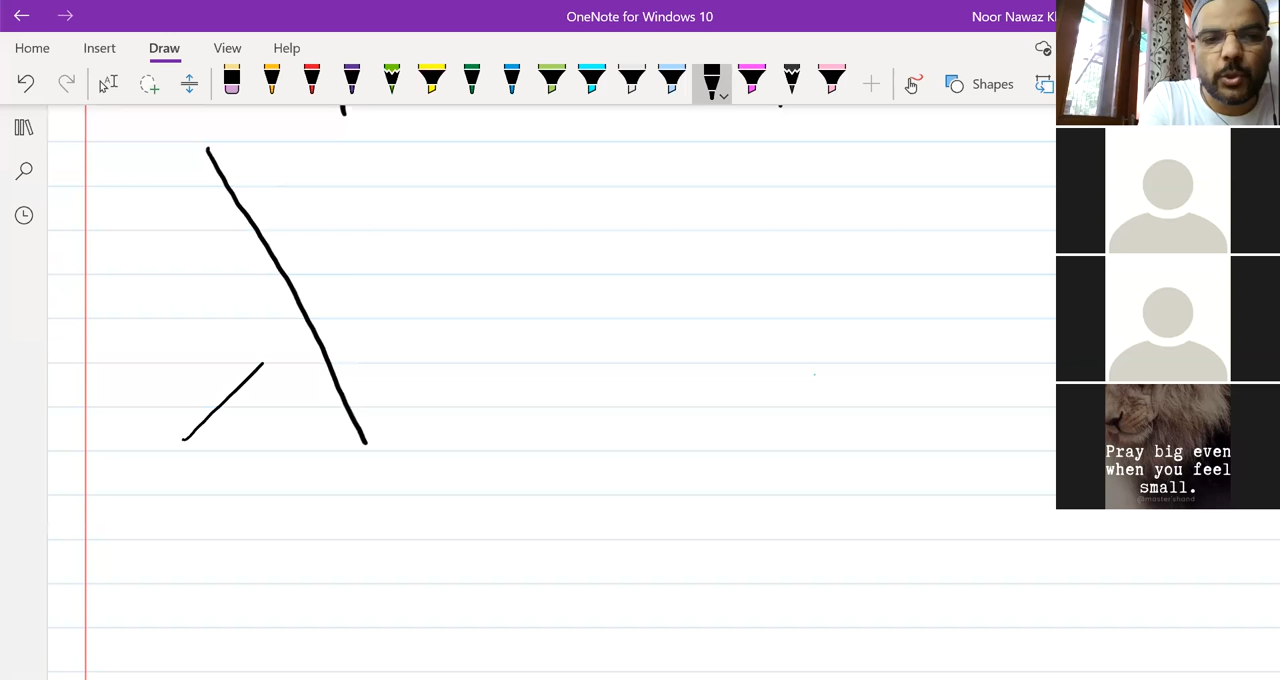 OneNote for Windows 10
Noor Nawaz K
Home Insert Draw View Help
Shapes
Pray big even
when you feel
small.
@mastershand